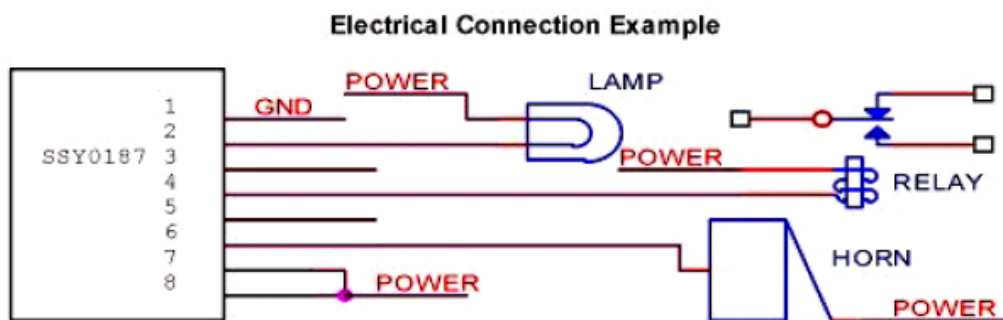 Electrical Connection Example
POWER
LAMP
1
GND
2
SSY0187
3
POWER
4
RELAY
5
6
7
HORN
8
POWER
POWER